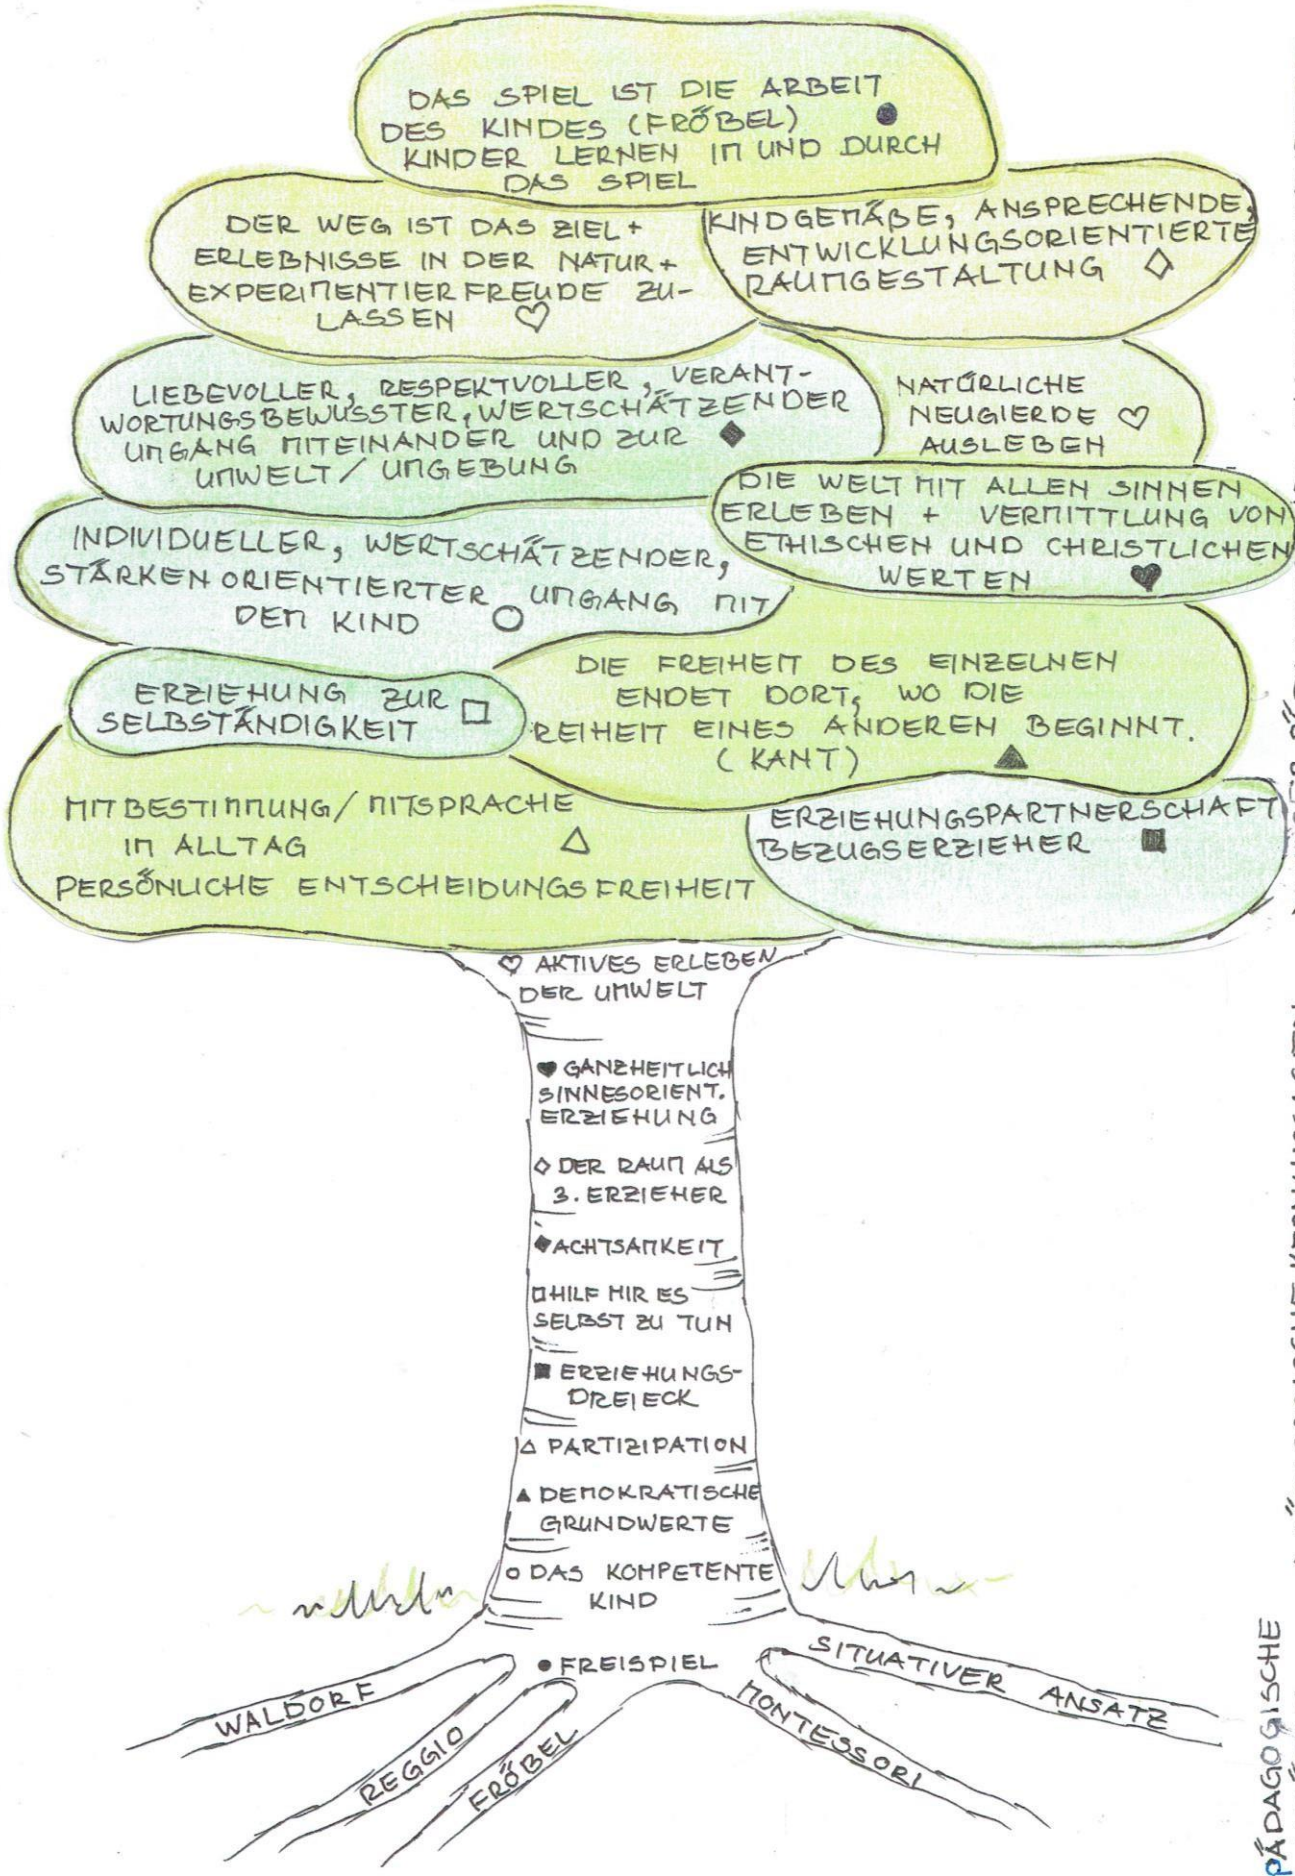 DAS SPIEL IST DIE ARBEIT
DES KINDES (FRÖBEL)
KINDER LERNEN IM UND DURCH
DAS SPIEL
DER WEG IST DAS ZIEL +
ERLEBNISSE IN DER NATUR +
EXPERIMENTIERFREUDE ZU-
LASSEN
KINDGEMÄßE, ANSPRECHENDE,
ENTWICKLUNGSORIENTIERTE
RAUMGESTALTUNG
LIEBEVOLLER, RESPEKTVOLLER, VERANT-
WORTUNGSBEWUSSTER, WERTSCHÄTZENDER
UMGANG MITEINANDER UND ZUR
UMWELT / UMGEBUNG
NATÜRLICHE
NEUGIERDE
AUSLEBEN
DIE WELT MIT ALLEN SINNEN
ERLEBEN + VERMITTLUNG VON
ETHISCHEN UND CHRISTLICHEN
WERTEN
INDIVIDUELLER, WERTSCHÄTZENDER,
STÄRKENORIENTIERTER UMGANG MIT
DEM KIND
DIE FREIHEIT DES EINZELNEN
ENDET DORT, WO DIE
REIHEIT EINES ANDEREN BEGINNT.
(KANT)
ERZIEHUNG ZUR
SELBSTÄNDIGKEIT
MITBESTIMMUNG/MITSPRACHE
IM ALLTAG
PERSÖNLICHE ENTSCHEIDUNGSFREIHEIT
ERZIEHUNGSPARTNERSCHAFT
BEZUGSERZIEHER
AKTIVES ERLEBEN
DER UMWELT
GANZHEITLICH
SINNESORIENT.
ERZIEHUNG
DER RAUM ALS
3. ERZIEHER
ACHTSAMKEIT
HILF MIR ES
SELBST ZU TUN
ERZIEHUNGS-
DREIECK
PARTIZIPATION
DEMOKRATISCHE
GRUNDWERTE
DAS KOMPETENTE
KIND
FREISPIEL
WALDORF
REGGIO
FRÖBEL
MONTESSORI
SITUATIVER ANSATZ
PÄDAGOGISCHE